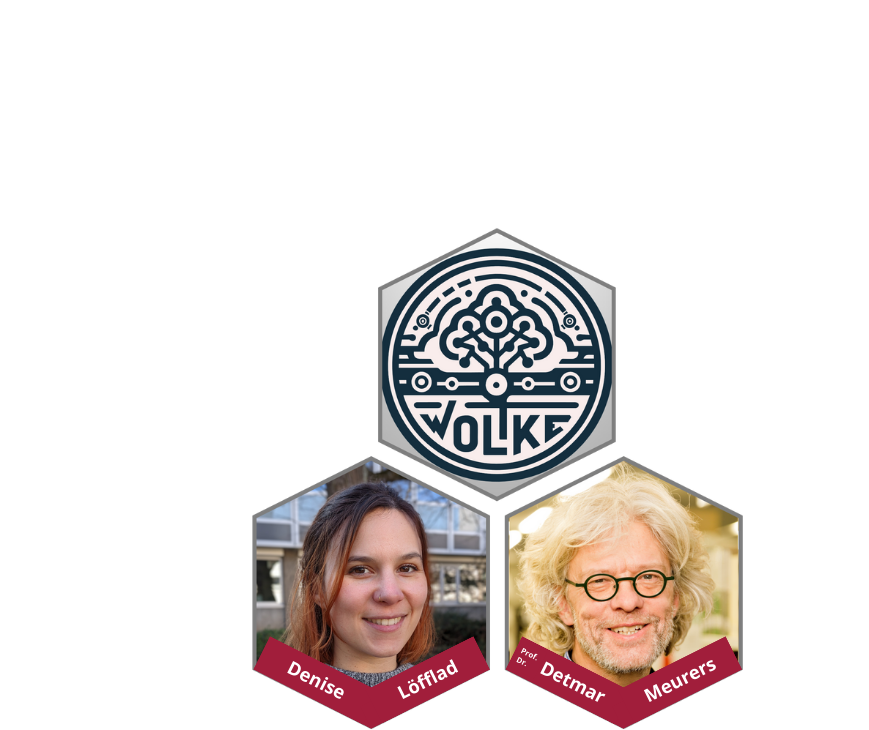 WOLKE
Denise Löfflad
Prof.
Dr.
Detmar Meurers